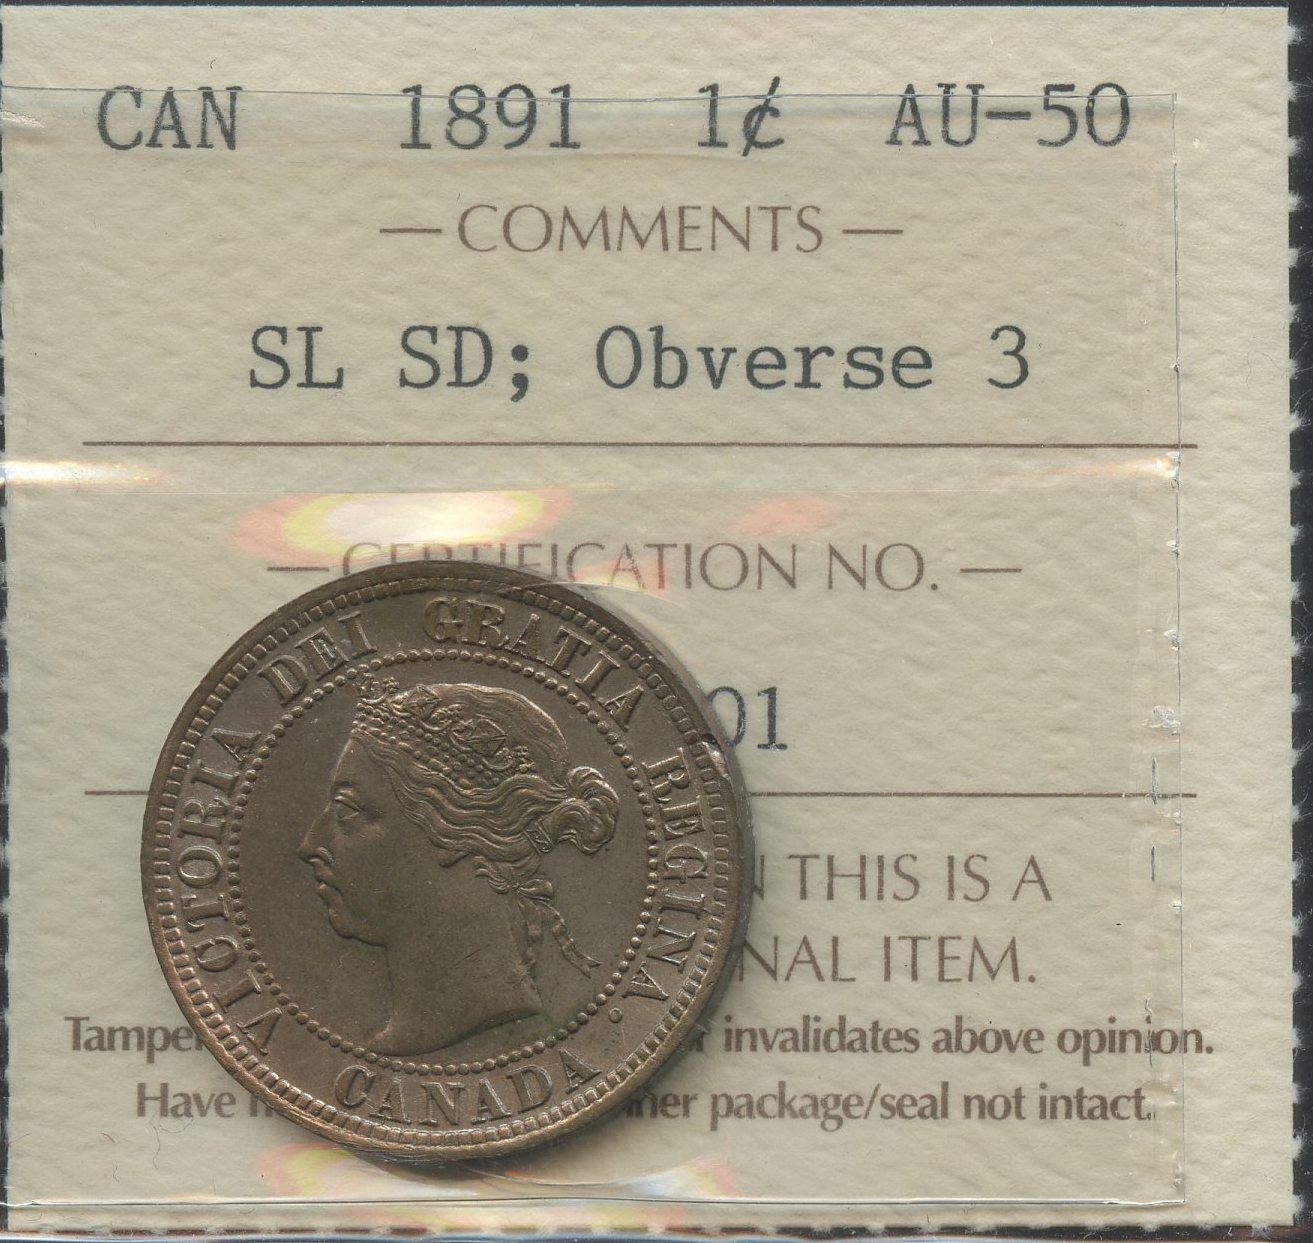 CAN 1891 1¢ AU-50
— COMMENTS —
SL SD; Obverse 3
— CERTIFICATION NO. —
01
VICTORIA DEI GRATIA REGINA.
CANADA
THIS IS A
ITEM.
invalidates above opinion.
Have package/seal not intact.